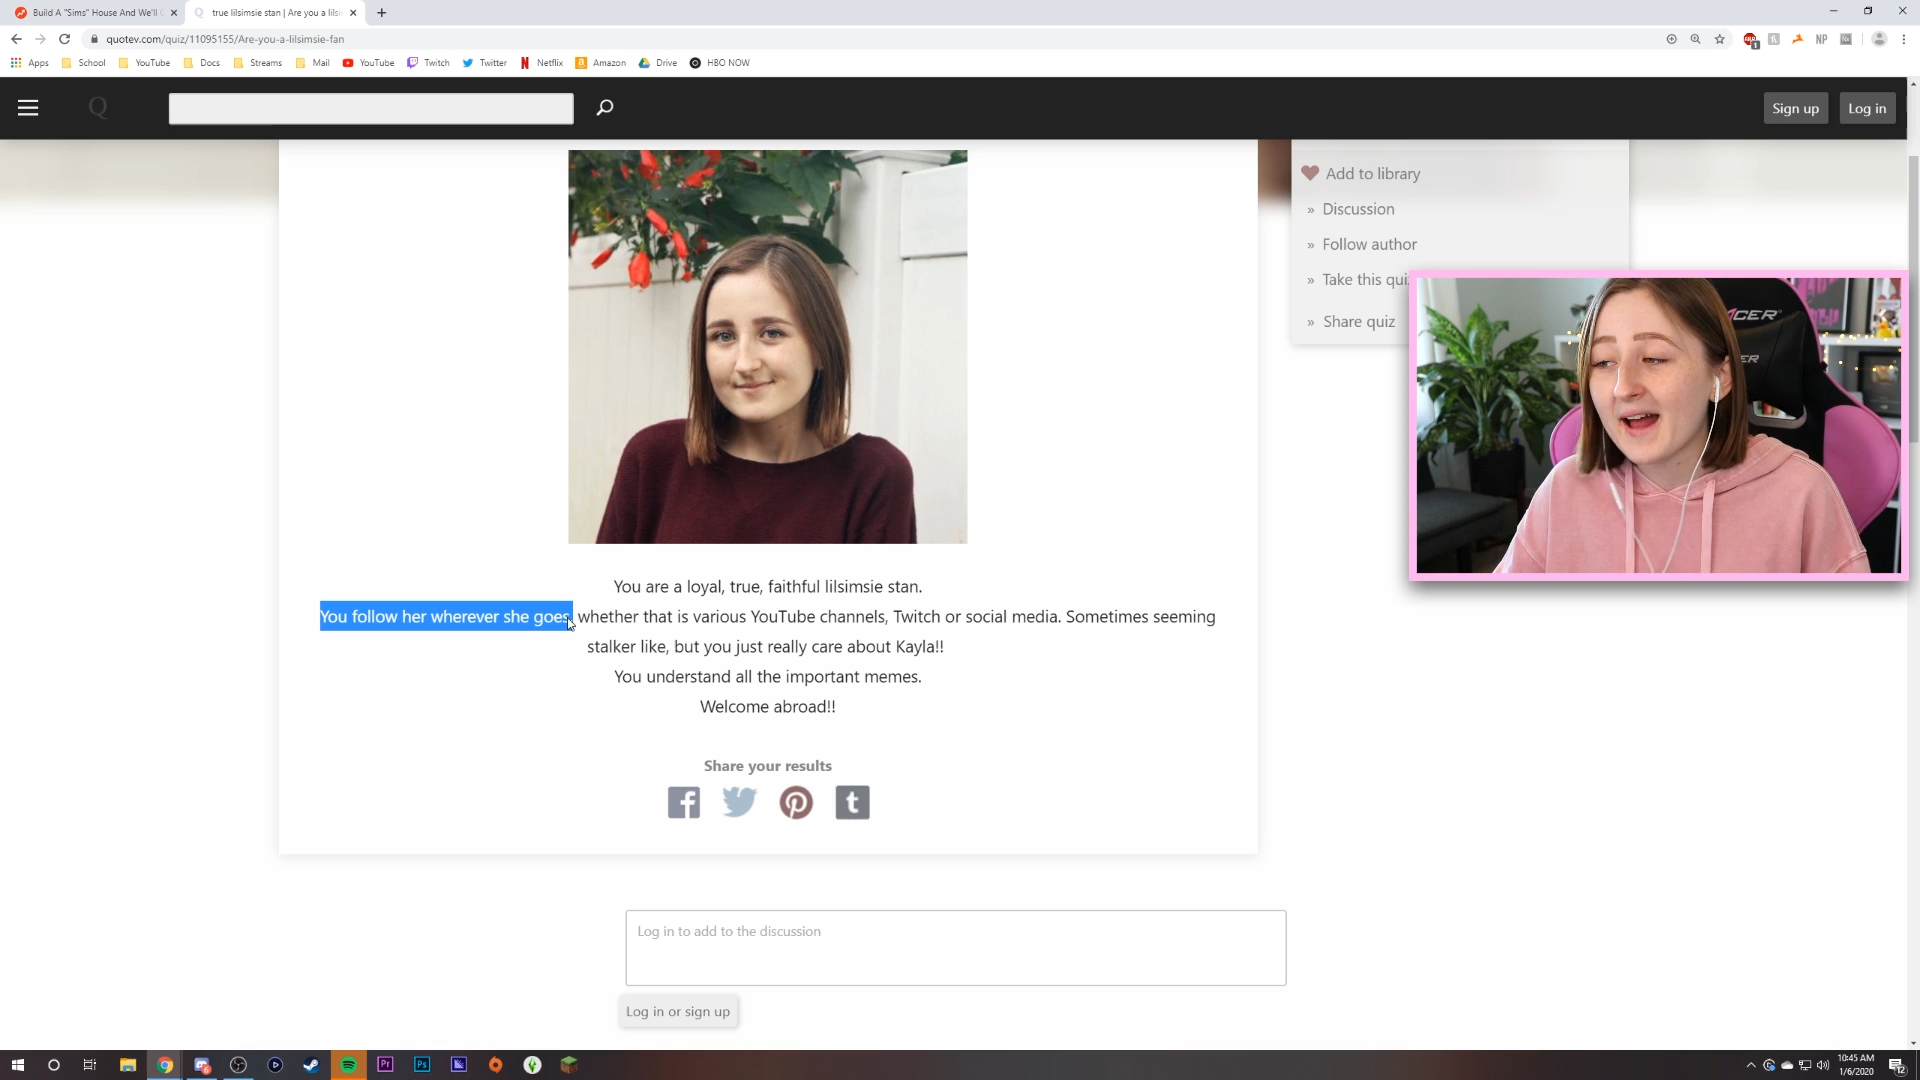 Build A "Sims" House And We'll G
true lilsimsie stan | Are you a lilsi
quotev.com/quiz/11095155/Are-you-a-lilsimsie-fan
Apps School YouTube Docs Streams Mail YouTube Twitch Twitter Netflix Amazon Drive HBO NOW
Q
Sign up Log in
Add to library
» Discussion
» Follow author
» Take this qui
» Share quiz
ACER
You are a loyal, true, faithful lilsimsie stan.
You follow her wherever she goes, whether that is various YouTube channels, Twitch or social media. Sometimes seeming
stalker like, but you just really care about Kayla!!
You understand all the important memes.
Welcome abroad!!
Share your results
Log in to add to the discussion
Log in or sign up
10:45 AM
1/6/2020